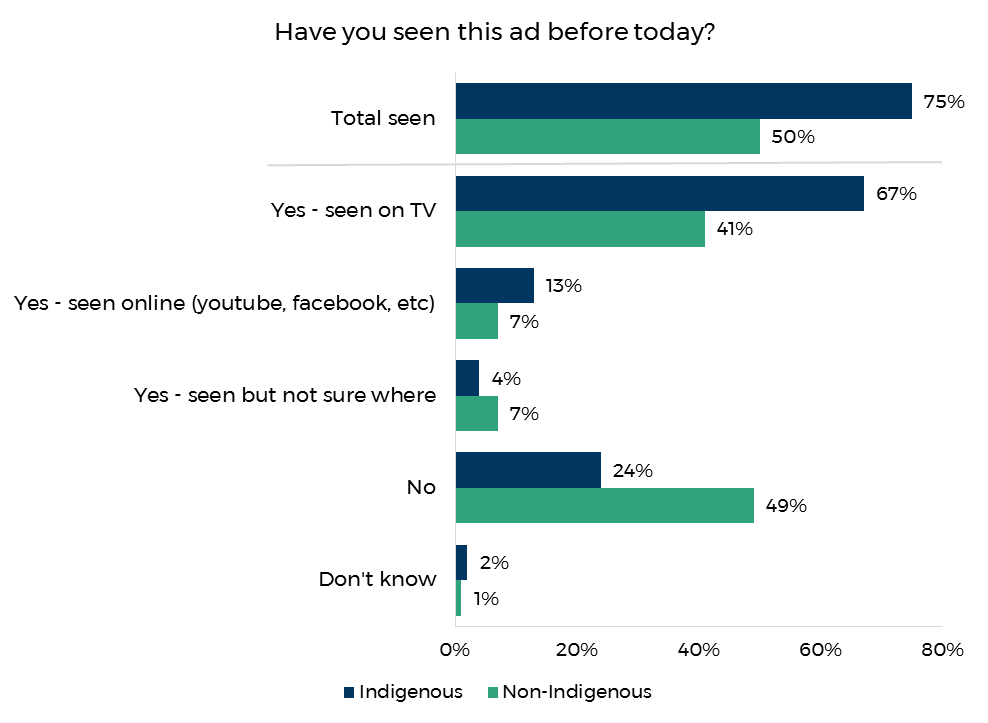 Have you seen this ad before today?
Total seen
75%
50%
Yes - seen on TV
67%
41%
Yes - seen online (youtube, facebook, etc)
13%
7%
Yes - seen but not sure where
4%
7%
No
24%
49%
Don't know
2%
1%
0% 20% 40% 60% 80%
Indigenous Non-Indigenous